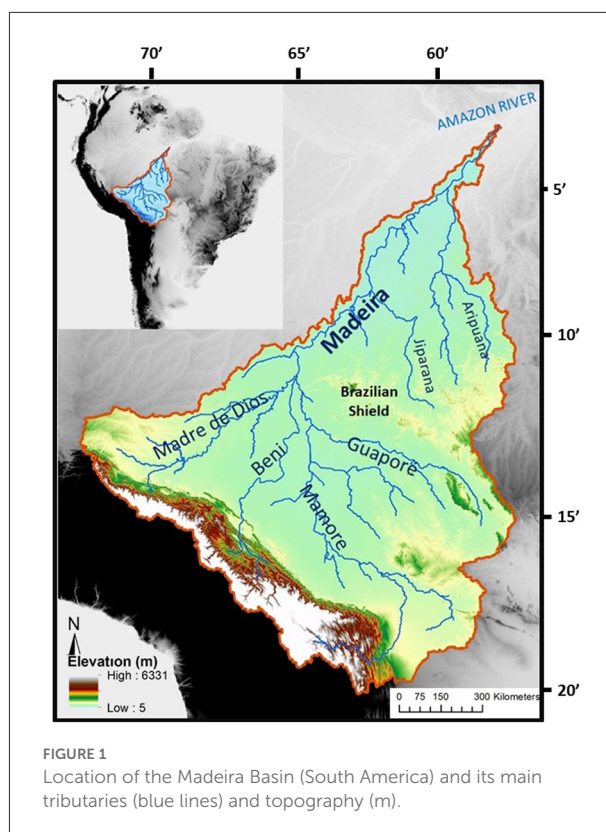 70′ 65′ 60′
AMAZON RIVER
5′
Madeira
Aripuana
10′
Jiparana
Brazilian
Shield
Madre de Dios
Beni
Guaporé
Mamore
15′
N
Elevation (m)
High : 6331
Low : 5
0 75 150 300 Kilometers
20′
FIGURE 1
Location of the Madeira Basin (South America) and its main
tributaries (blue lines) and topography (m).